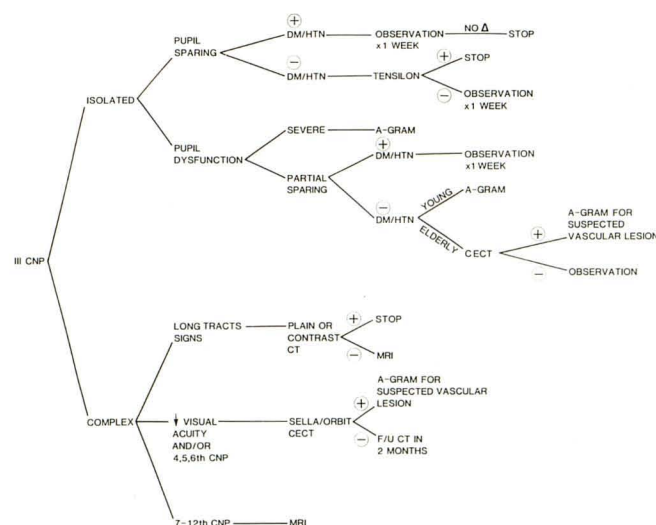 PUPIL
SPARING
+
DM/HTN
OBSERVATION
x1 WEEK
NO Δ
STOP
−
DM/HTN
TENSILON
+
STOP
−
OBSERVATION
x1 WEEK
ISOLATED
PUPIL
DYSFUNCTION
SEVERE
A-GRAM
PARTIAL
SPARING
+
DM/HTN
OBSERVATION
x1 WEEK
−
DM/HTN
YOUNG
A-GRAM
ELDERLY
CECT
+
A-GRAM FOR
SUSPECTED
VASCULAR LESION
−
OBSERVATION
III CNP
COMPLEX
LONG TRACTS
SIGNS
PLAIN OR
CONTRAST
CT
+
STOP
−
MRI
↓ VISUAL
ACUITY
AND/OR
4,5,6th CNP
SELLA/ORBIT
CECT
+
A-GRAM FOR
SUSPECTED VASCULAR
LESION
−
F/U CT IN
2 MONTHS
7-12th CNP
MRI